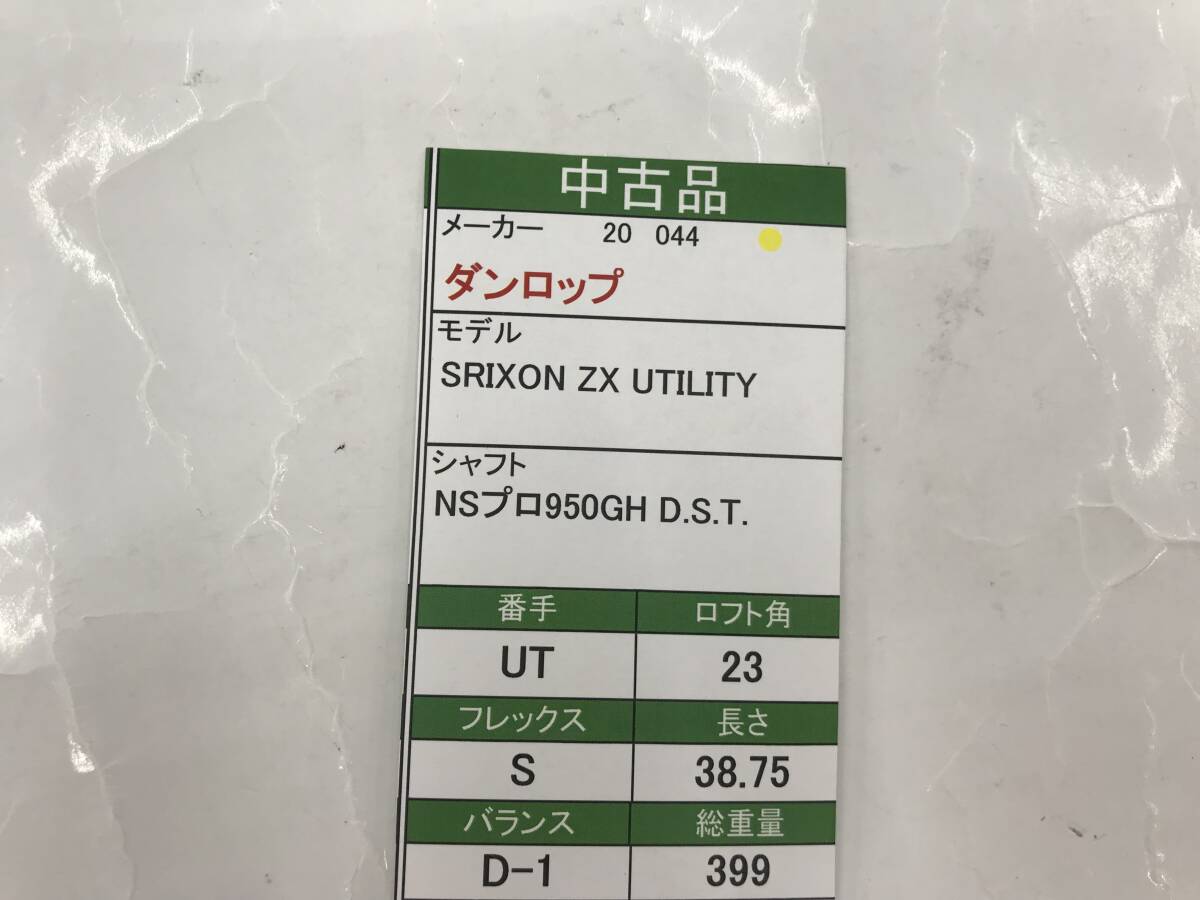 中古品
メーカー 20 044
ダンロップ
モデル
SRIXON ZX UTILITY
シャフト
NSプロ950GH D.S.T.
番手 ロフト角
UT 23
フレックス 長さ
S 38.75
バランス 総重量
D-1 399